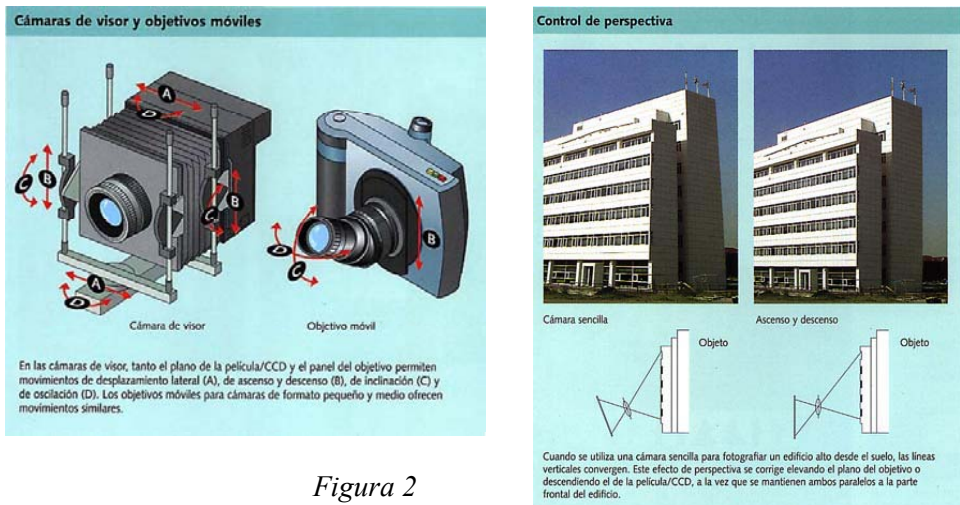 Cámaras de visor y objetivos móviles
A
D
C
B
C
B
A
D
D
C
B
Cámara de visor
Objetivo móvil
En las cámaras de visor, tanto el plano de la película/CCD y el panel del objetivo permiten
movimientos de desplazamiento lateral (A), de ascenso y descenso (B), de inclinación (C) y
de oscilación (D). Los objetivos móviles para cámaras de formato pequeño y medio ofrecen
movimientos similares.
Figura 2
Control de perspectiva
Cámara sencilla
Ascenso y descenso
Objeto
Objeto
Cuando se utiliza una cámara sencilla para fotografiar un edificio alto desde el suelo, las líneas
verticales convergen. Este efecto de perspectiva se corrige elevando el plano del objetivo o
descendiendo el de la película/CCD, a la vez que se mantienen ambos paralelos a la parte
frontal del edificio.